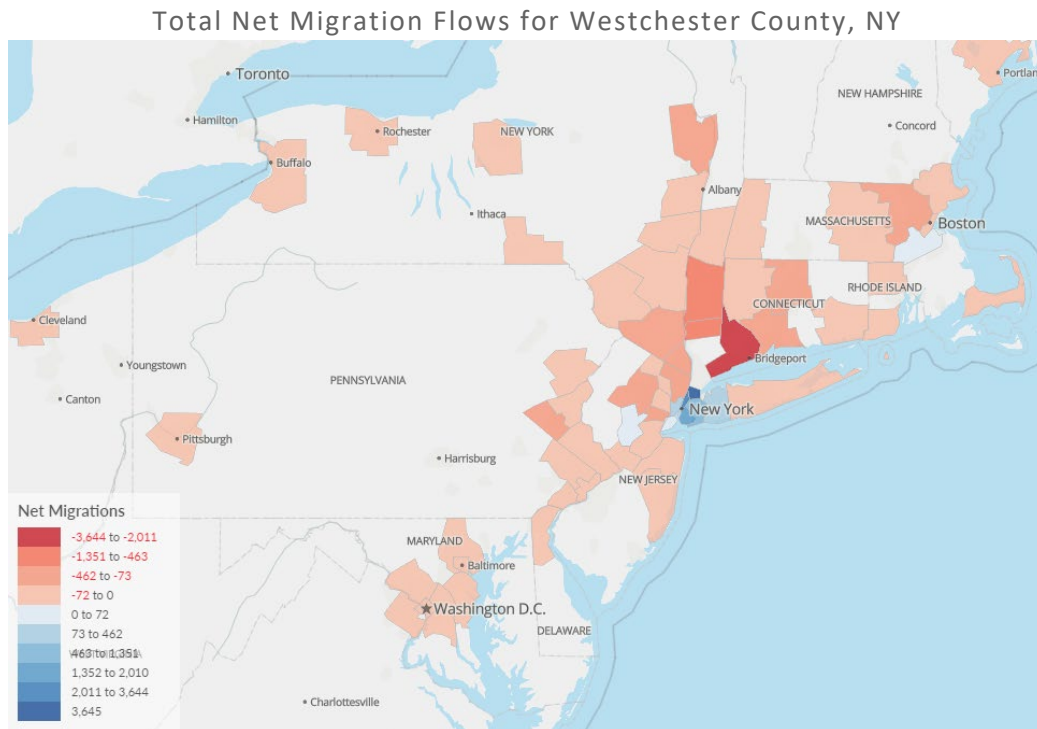 Total Net Migration Flows for Westchester County, NY
Toronto
Portlan
NEW HAMPSHIRE
Hamilton
Concord
Rochester
NEW YORK
Buffalo
Albany
Ithaca
MASSACHUSETTS
Boston
RHODE ISLAND
CONNECTICUT
Cleveland
Bridgeport
Youngstown
PENNSYLVANIA
Canton
New York
Pittsburgh
Harrisburg
NEW JERSEY
Net Migrations
-3,644 to -2,011
-1,351 to -463
-462 to -73
-72 to 0
0 to 72
73 to 462
463 to 1,351
1,352 to 2,010
2,011 to 3,644
3,645
MARYLAND
Baltimore
Washington D.C.
DELAWARE
Charlottesville